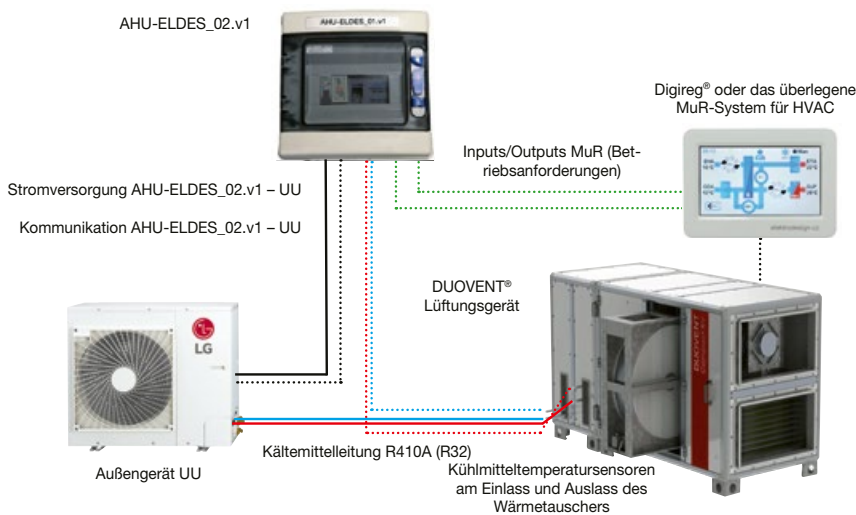 AHU-ELDES_02.v1
AHU-ELDES_01.v1
Digireg® oder das überlegene
MuR-System für HVAC
Inputs/Outputs MuR (Bet-
riebsanforderungen)
Stromversorgung AHU-ELDES_02.v1 – UU
Kommunikation AHU-ELDES_02.v1 – UU
elektrodesign.cz
DUOVENT®
Lüftungsgerät
LG
DUOVENT
Kältemittelleitung R410A (R32)
Außengerät UU
Kühlmitteltemperatursensoren
am Einlass und Auslass des
Wärmetauschers